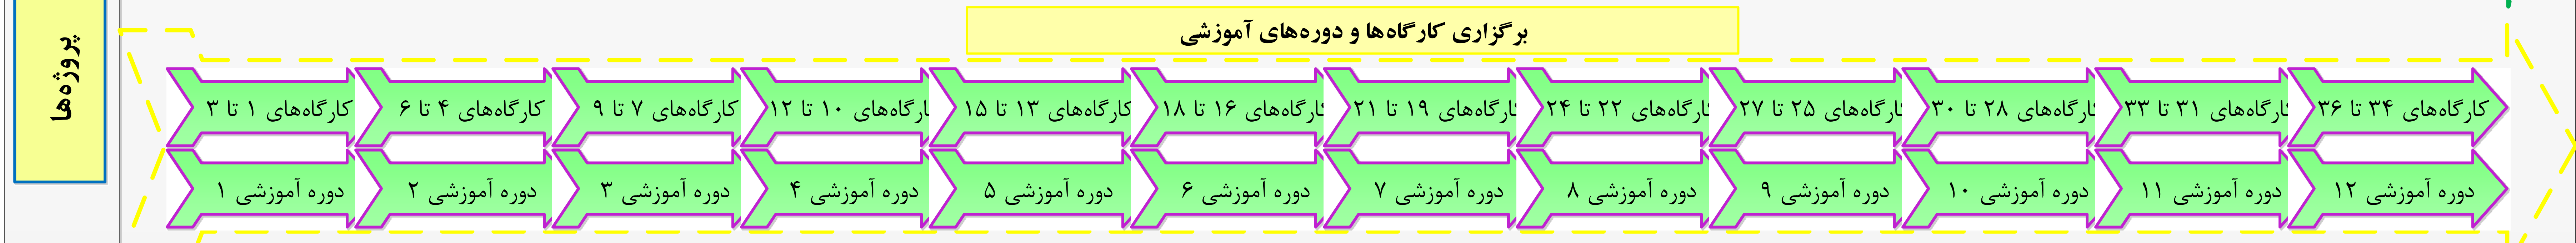 پروژه‌ها
برگزاری کارگاه‌ها و دوره‌های آموزشی
کارگاه‌های ۱ تا ۳
کارگاه‌های ۴ تا ۶
کارگاه‌های ۷ تا ۹
کارگاه‌های ۱۰ تا ۱۲
کارگاه‌های ۱۳ تا ۱۵
کارگاه‌های ۱۶ تا ۱۸
کارگاه‌های ۱۹ تا ۲۱
کارگاه‌های ۲۲ تا ۲۴
کارگاه‌های ۲۵ تا ۲۷
کارگاه‌های ۲۸ تا ۳۰
کارگاه‌های ۳۱ تا ۳۳
کارگاه‌های ۳۴ تا ۳۶
دوره آموزشی ۱
دوره آموزشی ۲
دوره آموزشی ۳
دوره آموزشی ۴
دوره آموزشی ۵
دوره آموزشی ۶
دوره آموزشی ۷
دوره آموزشی ۸
دوره آموزشی ۹
دوره آموزشی ۱۰
دوره آموزشی ۱۱
دوره آموزشی ۱۲